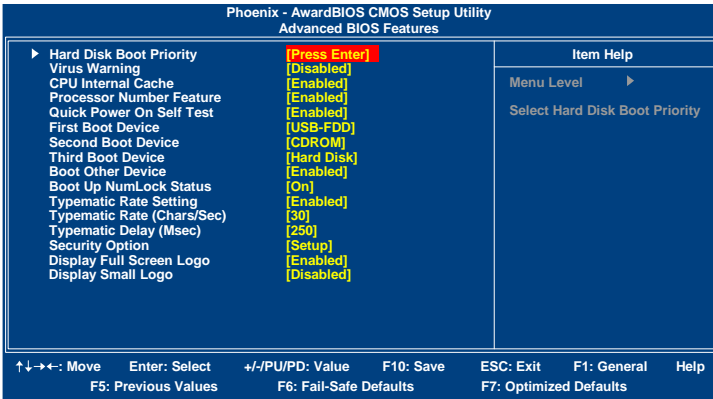 Phoenix - AwardBIOS CMOS Setup Utility
Advanced BIOS Features
Hard Disk Boot Priority [Press Enter]
Virus Warning [Disabled]
CPU Internal Cache [Enabled]
Processor Number Feature [Enabled]
Quick Power On Self Test [Enabled]
First Boot Device [USB-FDD]
Second Boot Device [CDROM]
Third Boot Device [Hard Disk]
Boot Other Device [Enabled]
Boot Up NumLock Status [On]
Typematic Rate Setting [Enabled]
Typematic Rate (Chars/Sec) [30]
Typematic Delay (Msec) [250]
Security Option [Setup]
Display Full Screen Logo [Enabled]
Display Small Logo [Disabled]
Item Help
Menu Level
Select Hard Disk Boot Priority
↑↓→←: Move Enter: Select +/-/PU/PD: Value F10: Save ESC: Exit F1: General Help
F5: Previous Values F6: Fail-Safe Defaults F7: Optimized Defaults